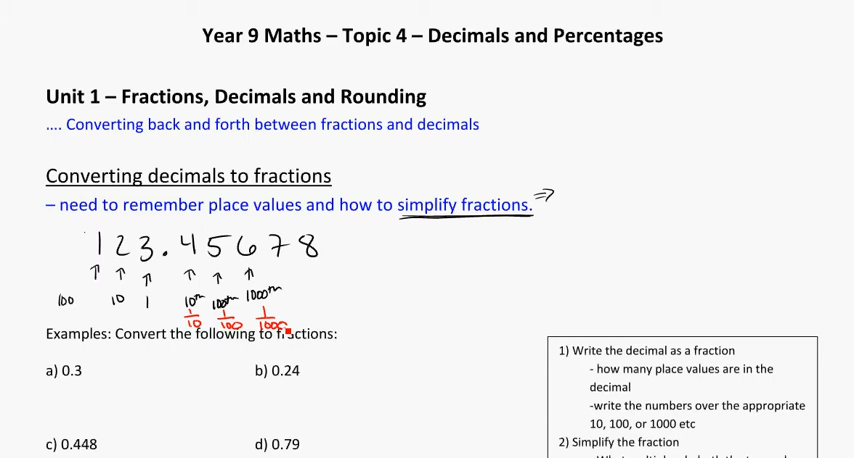 Year 9 Maths – Topic 4 – Decimals and Percentages
Unit 1 – Fractions, Decimals and Rounding
.... Converting back and forth between fractions and decimals
Converting decimals to fractions
– need to remember place values and how to simplify fractions. ⇒
123.45678
↑ ↑ ↑ ↑ ↑ ↑
100 10 1 10th 100th 1000th
1/10 1/100 1/1000
Examples: Convert the following to fractions:
a) 0.3 b) 0.24
c) 0.448 d) 0.79
1) Write the decimal as a fraction
- how many place values are in the
decimal
-write the numbers over the appropriate
10, 100, or 1000 etc
2) Simplify the fraction